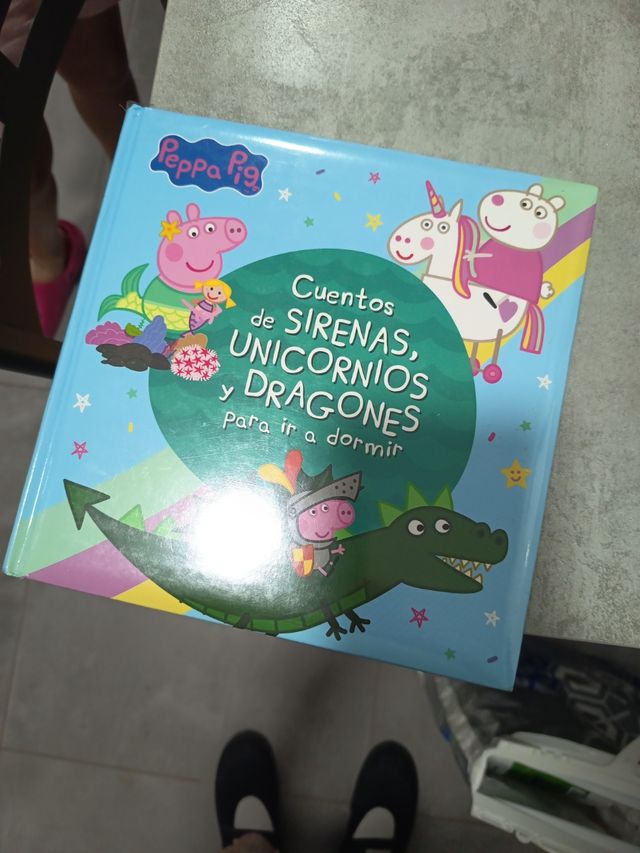 Peppa Pig
Cuentos
de SIRENAS,
UNICORNIOS
y DRAGONES
para ir a dormir